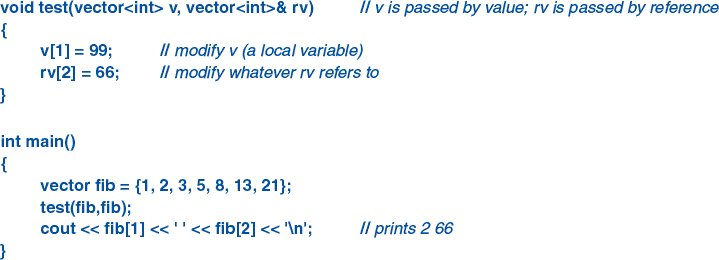 void test(vector<int> v, vector<int>& rv) // v is passed by value; rv is passed by reference
{
v[1] = 99; // modify v (a local variable)
rv[2] = 66; // modify whatever rv refers to
}
int main()
{
vector fib = {1, 2, 3, 5, 8, 13, 21};
test(fib,fib);
cout << fib[1] << ' ' << fib[2] << '\n'; // prints 2 66
}